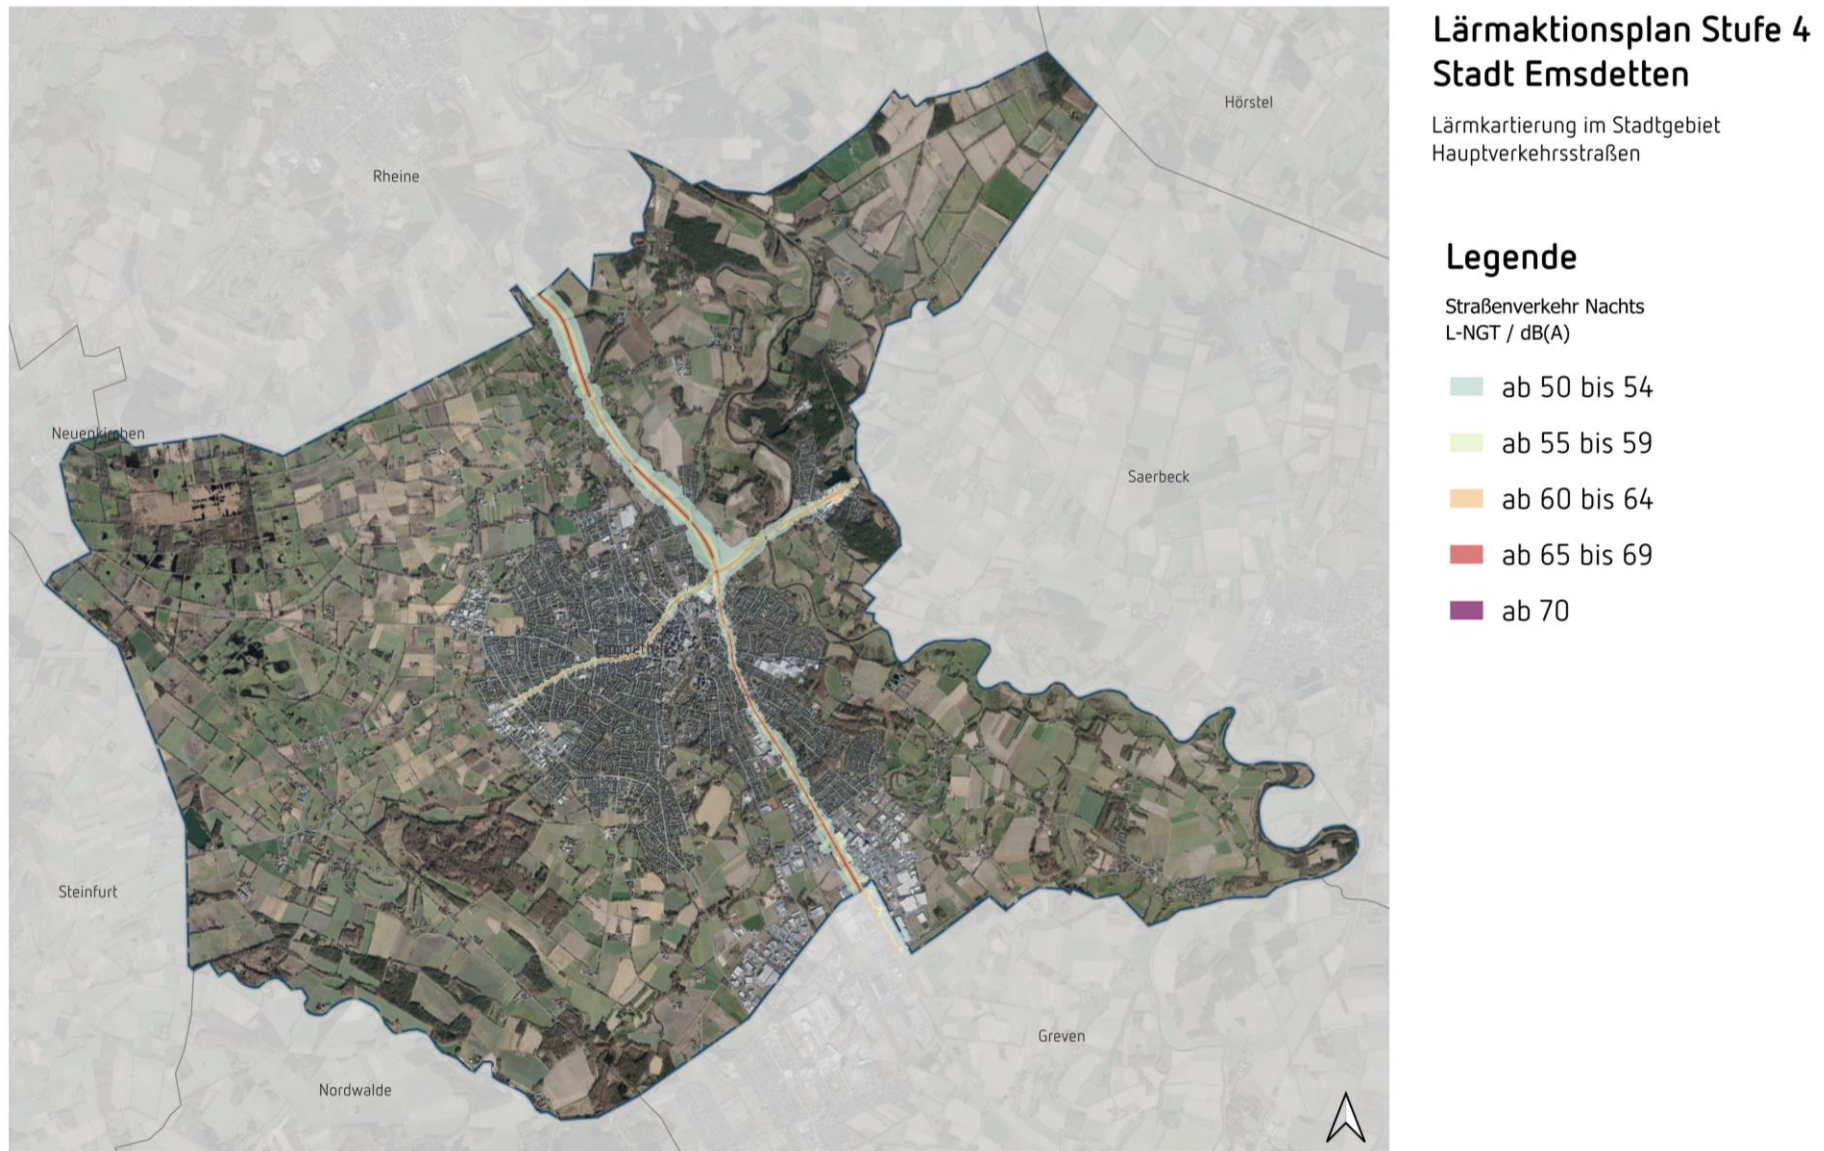 Lärmaktionsplan Stufe 4
Stadt Emsdetten
Lärmkartierung im Stadtgebiet
Hauptverkehrsstraßen
Legende
Straßenverkehr Nachts
L-NGT / dB(A)
ab 50 bis 54
ab 55 bis 59
ab 60 bis 64
ab 65 bis 69
ab 70
Hörstel
Rheine
Neuenkirchen
Saerbeck
Emsdetten
Steinfurt
Greven
Nordwalde